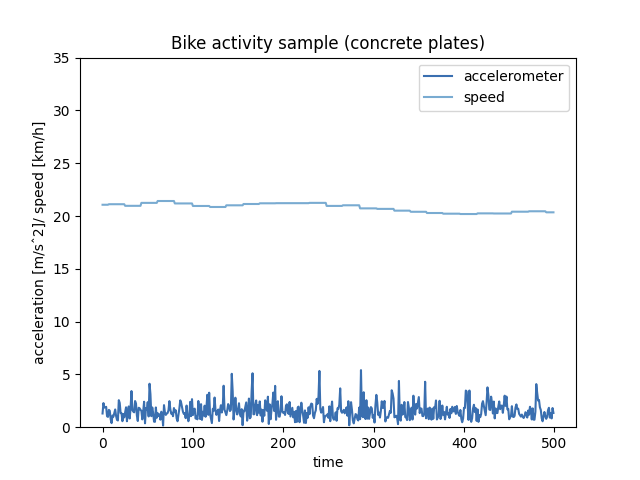 Bike activity sample (concrete plates)
35
30
25
20
15
10
5
0
acceleration [m/s^2]/ speed [km/h]
accelerometer
speed
0 100 200 300 400 500
time